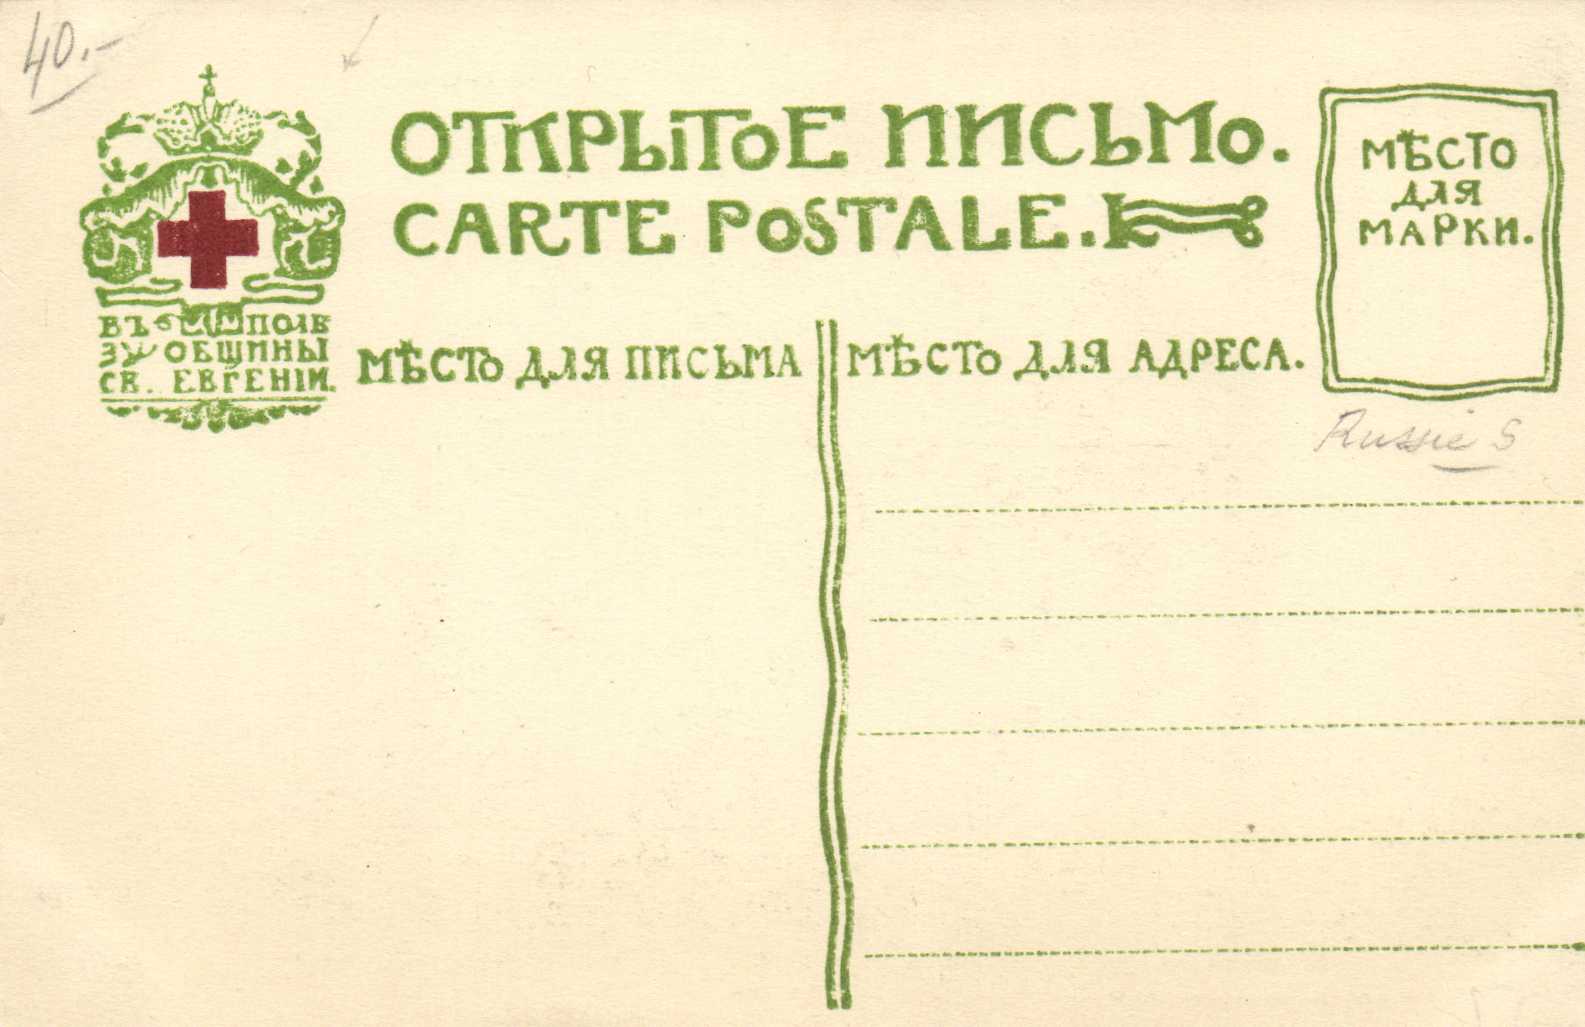 40.-
ОТКРЫТОЕ ПИСЬМО.
CARTE POSTALE.
МѢСТО
ДЛЯ
МАРКИ.
ВЪ ПОЛЬ
ЗУ ОБЩИНЫ
СВ. ЕВГЕНІИ.
МѢСТО ДЛЯ ПИСЬМА
МѢСТО ДЛЯ АДРЕСА.
Russie S